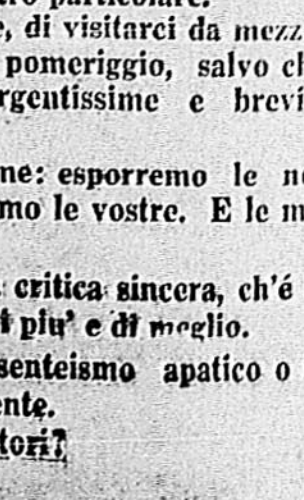 particolare.
, di visitarci da mezz
pomeriggio, salvo ch
rgentissime e brevi
ne: esporremo le n
mo le vostre. E le m
critica sincera, ch'é
più' e di meglio.
senteismo apatico o
ente.
tori?